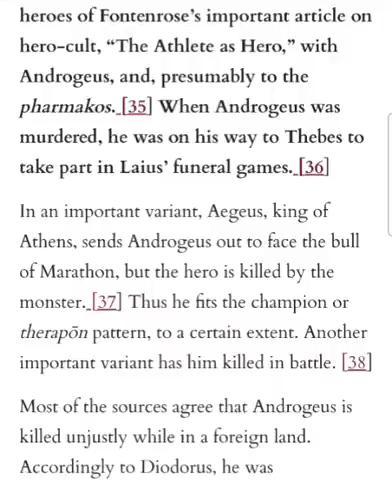 heroes of Fontenrose’s important article on
hero-cult, “The Athlete as Hero,” with
Androgeus, and, presumably to the
pharmakos. [35] When Androgeus was
murdered, he was on his way to Thebes to
take part in Laius’ funeral games. [36]
In an important variant, Aegeus, king of
Athens, sends Androgeus out to face the bull
of Marathon, but the hero is killed by the
monster. [37] Thus he fits the champion or
therapōn pattern, to a certain extent. Another
important variant has him killed in battle. [38]
Most of the sources agree that Androgeus is
killed unjustly while in a foreign land.
Accordingly to Diodorus, he was